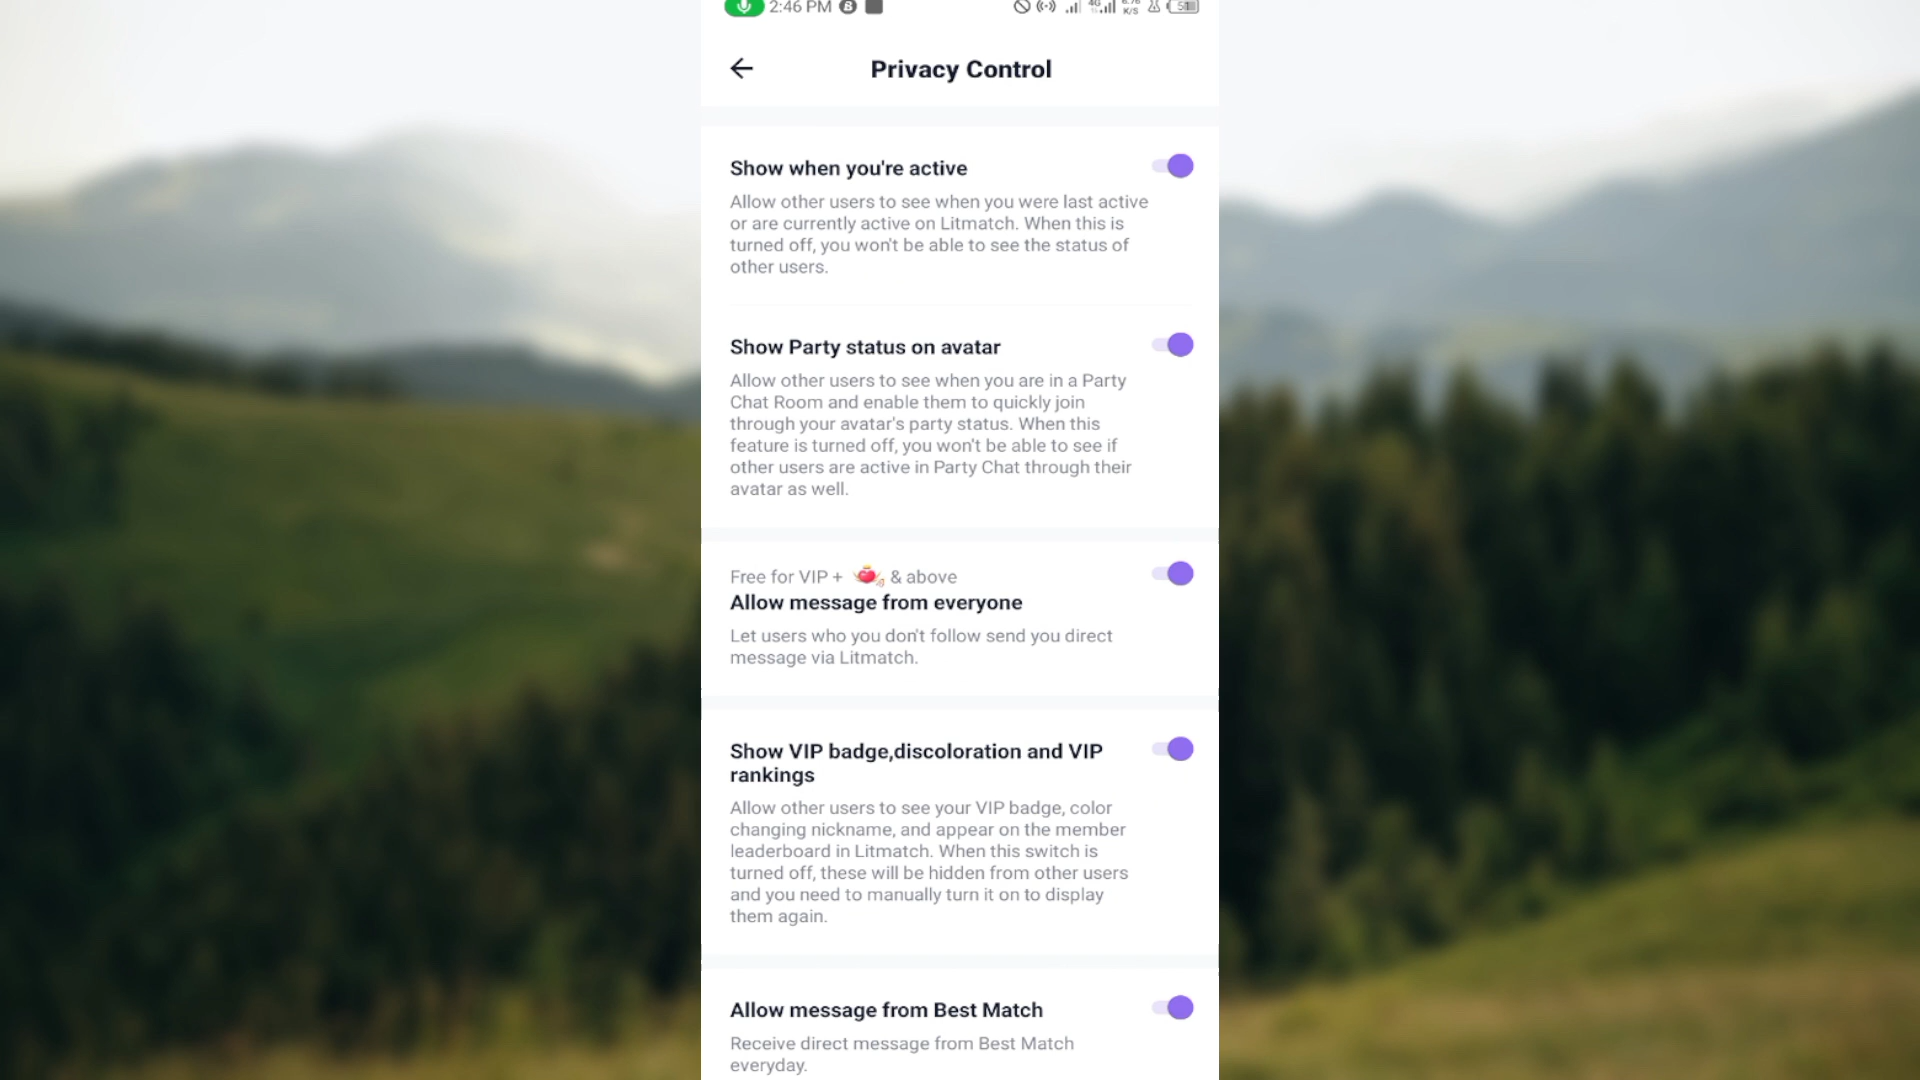 2:46 PM
Privacy Control
Show when you're active
Allow other users to see when you were last active
or are currently active on Litmatch. When this is
turned off, you won't be able to see the status of
other users.
Show Party status on avatar
Allow other users to see when you are in a Party
Chat Room and enable them to quickly join
through your avatar's party status. When this
feature is turned off, you won't be able to see if
other users are active in Party Chat through their
avatar as well.
Free for VIP + & above
Allow message from everyone
Let users who you don't follow send you direct
message via Litmatch.
Show VIP badge,discoloration and VIP
rankings
Allow other users to see your VIP badge, color
changing nickname, and appear on the member
leaderboard in Litmatch. When this switch is
turned off, these will be hidden from other users
and you need to manually turn it on to display
them again.
Allow message from Best Match
Receive direct message from Best Match
everyday.